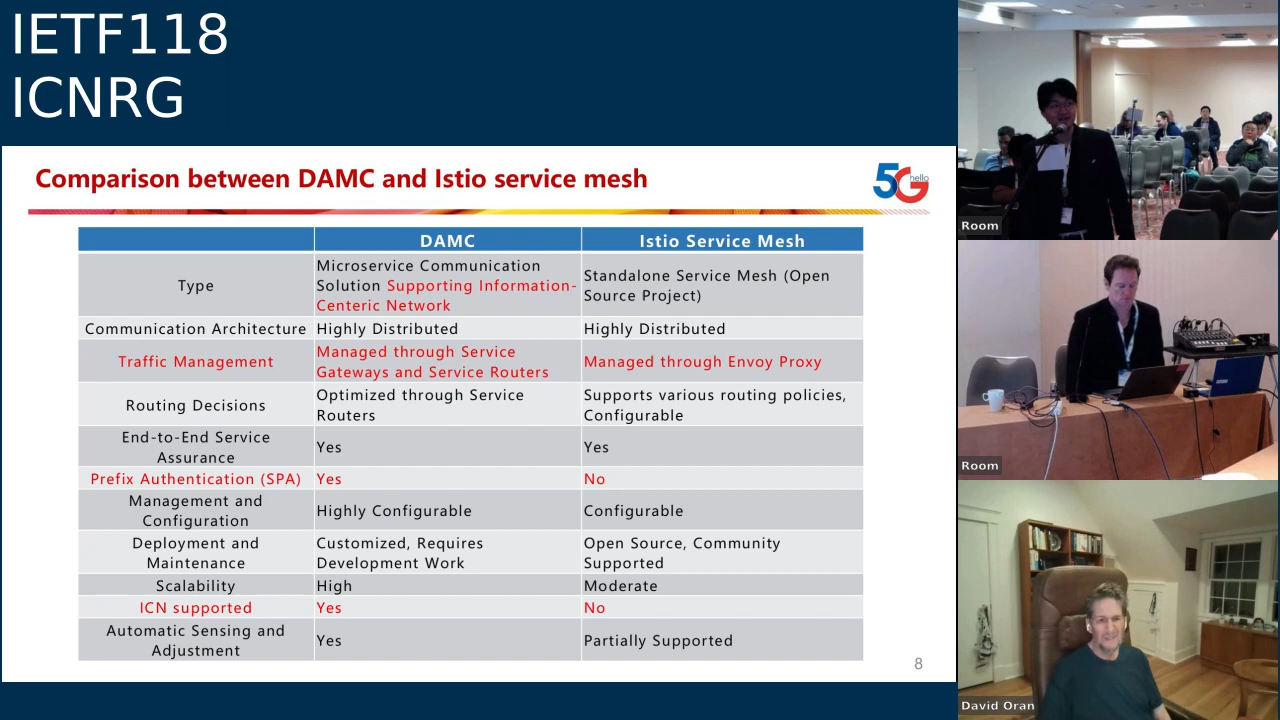 IETF118
ICNRG
Comparison between DAMC and Istio service mesh
5G hello
DAMC
Istio Service Mesh
Type
Microservice Communication
Solution Supporting Information-
Centric Network
Standalone Service Mesh (Open
Source Project)
Communication Architecture
Highly Distributed
Highly Distributed
Traffic Management
Managed through Service
Gateways and Service Routers
Managed through Envoy Proxy
Routing Decisions
Optimized through Service
Routers
Supports various routing policies,
Configurable
End-to-End Service
Assurance
Yes
Yes
Prefix Authentication (SPA)
Yes
No
Management and
Configuration
Highly Configurable
Configurable
Deployment and
Maintenance
Customized, Requires
Development Work
Open Source, Community
Supported
Scalability
High
Moderate
ICN supported
Yes
No
Automatic Sensing and
Adjustment
Yes
Partially Supported
8
Room
Room
David Oran